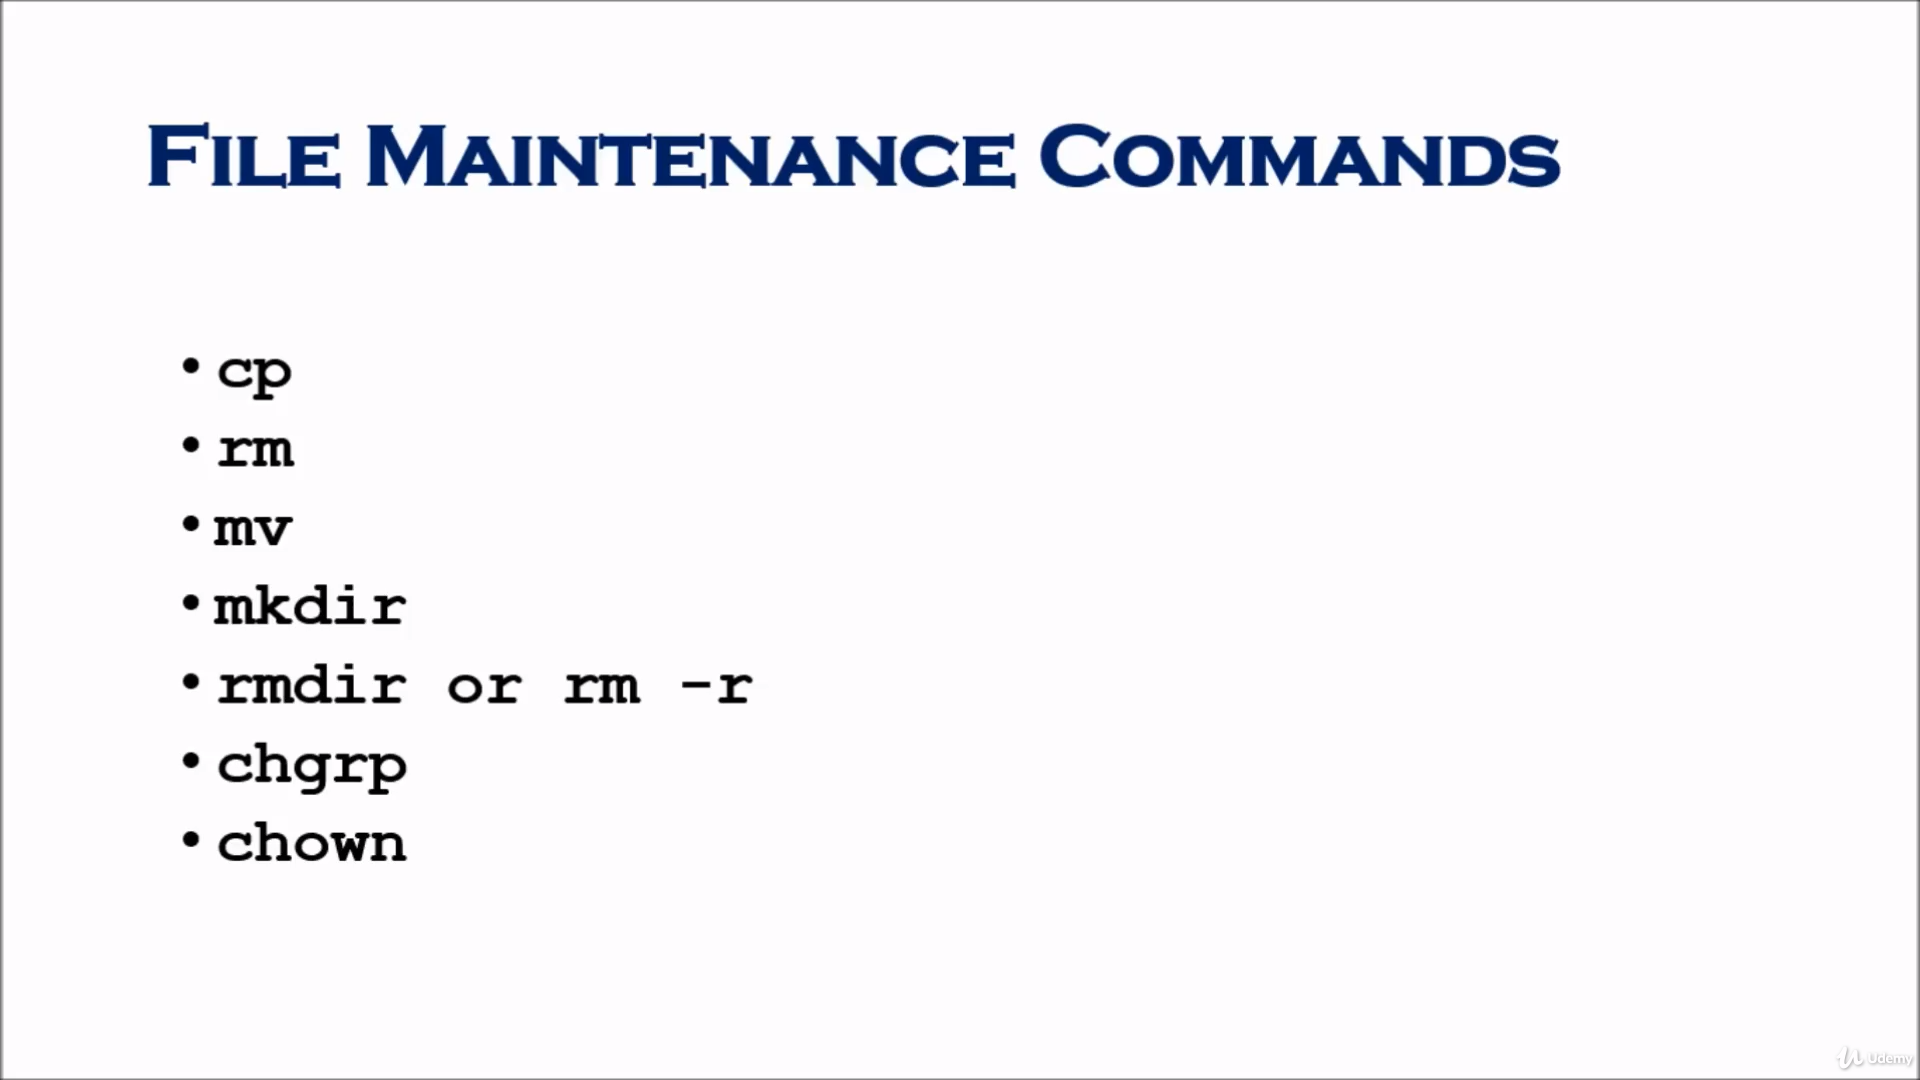 File Maintenance Commands
• cp
• rm
• mv
• mkdir
• rmdir or rm -r
• chgrp
• chown
Udemy